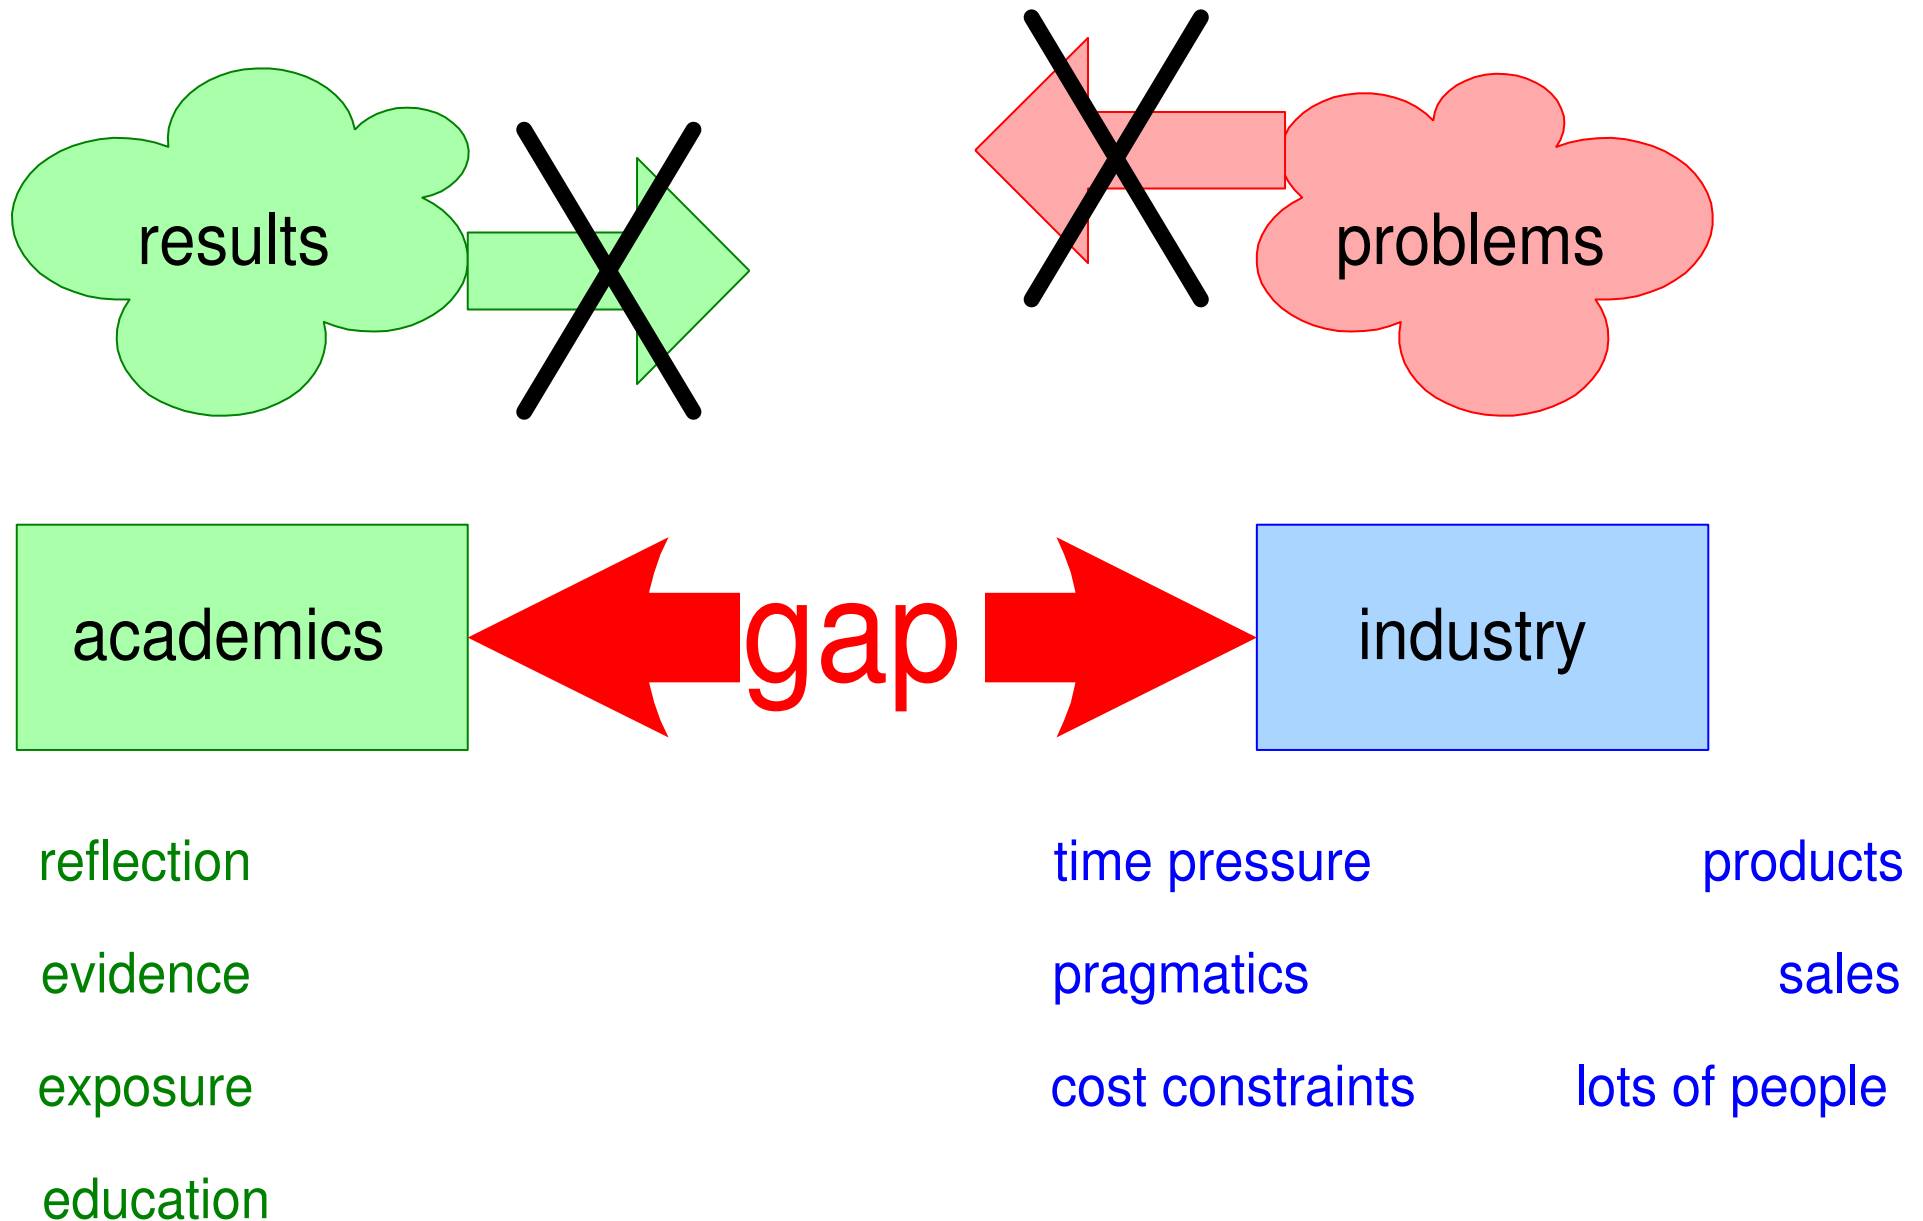 results
problems
academics
gap
industry
reflection
evidence
exposure
education
time pressure
pragmatics
cost constraints
products
sales
lots of people